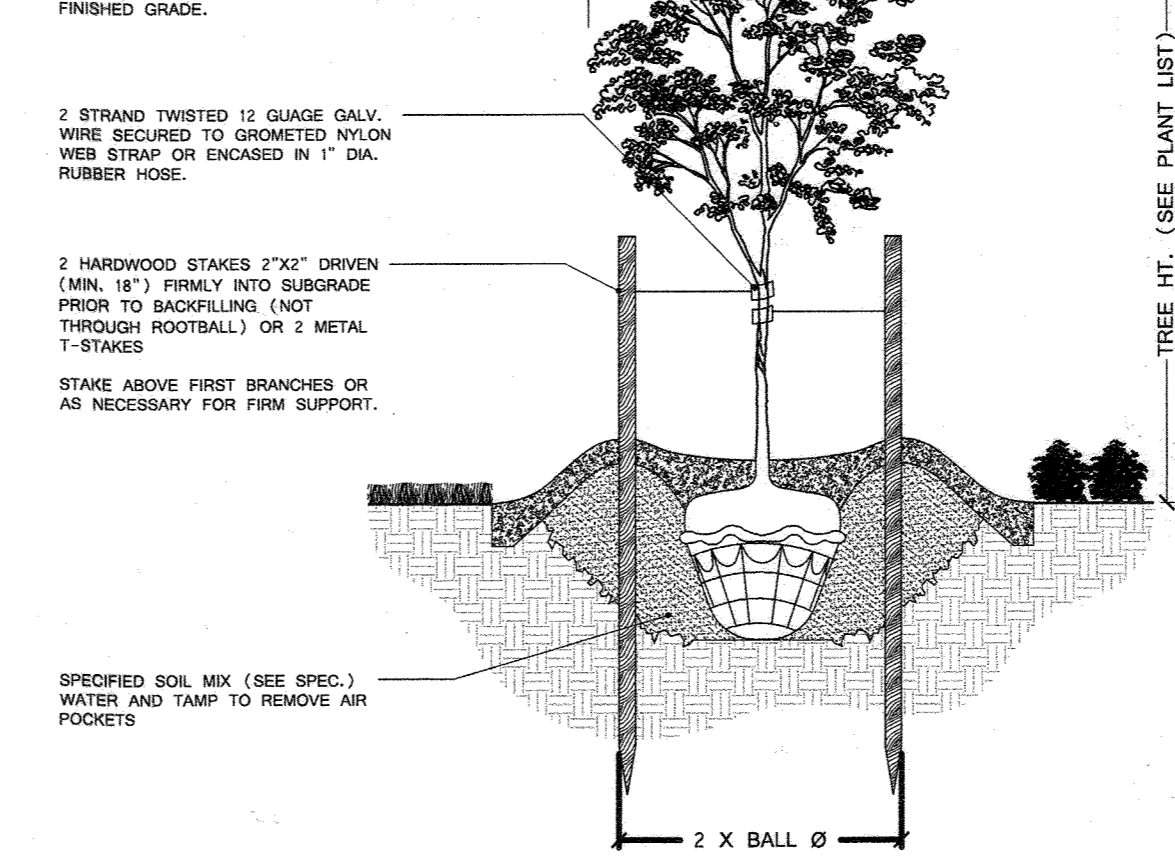 FINISHED GRADE.
2 STRAND TWISTED 12 GUAGE GALV.
WIRE SECURED TO GROMETED NYLON
WEB STRAP OR ENCASED IN 1" DIA.
RUBBER HOSE.
2 HARDWOOD STAKES 2"X2" DRIVEN
(MIN. 18") FIRMLY INTO SUBGRADE
PRIOR TO BACKFILLING (NOT
THROUGH ROOTBALL) OR 2 METAL
T-STAKES
STAKE ABOVE FIRST BRANCHES OR
AS NECESSARY FOR FIRM SUPPORT.
SPECIFIED SOIL MIX (SEE SPEC.)
WATER AND TAMP TO REMOVE AIR
POCKETS
2 X BALL Ø
TREE HT. (SEE PLANT LIST)